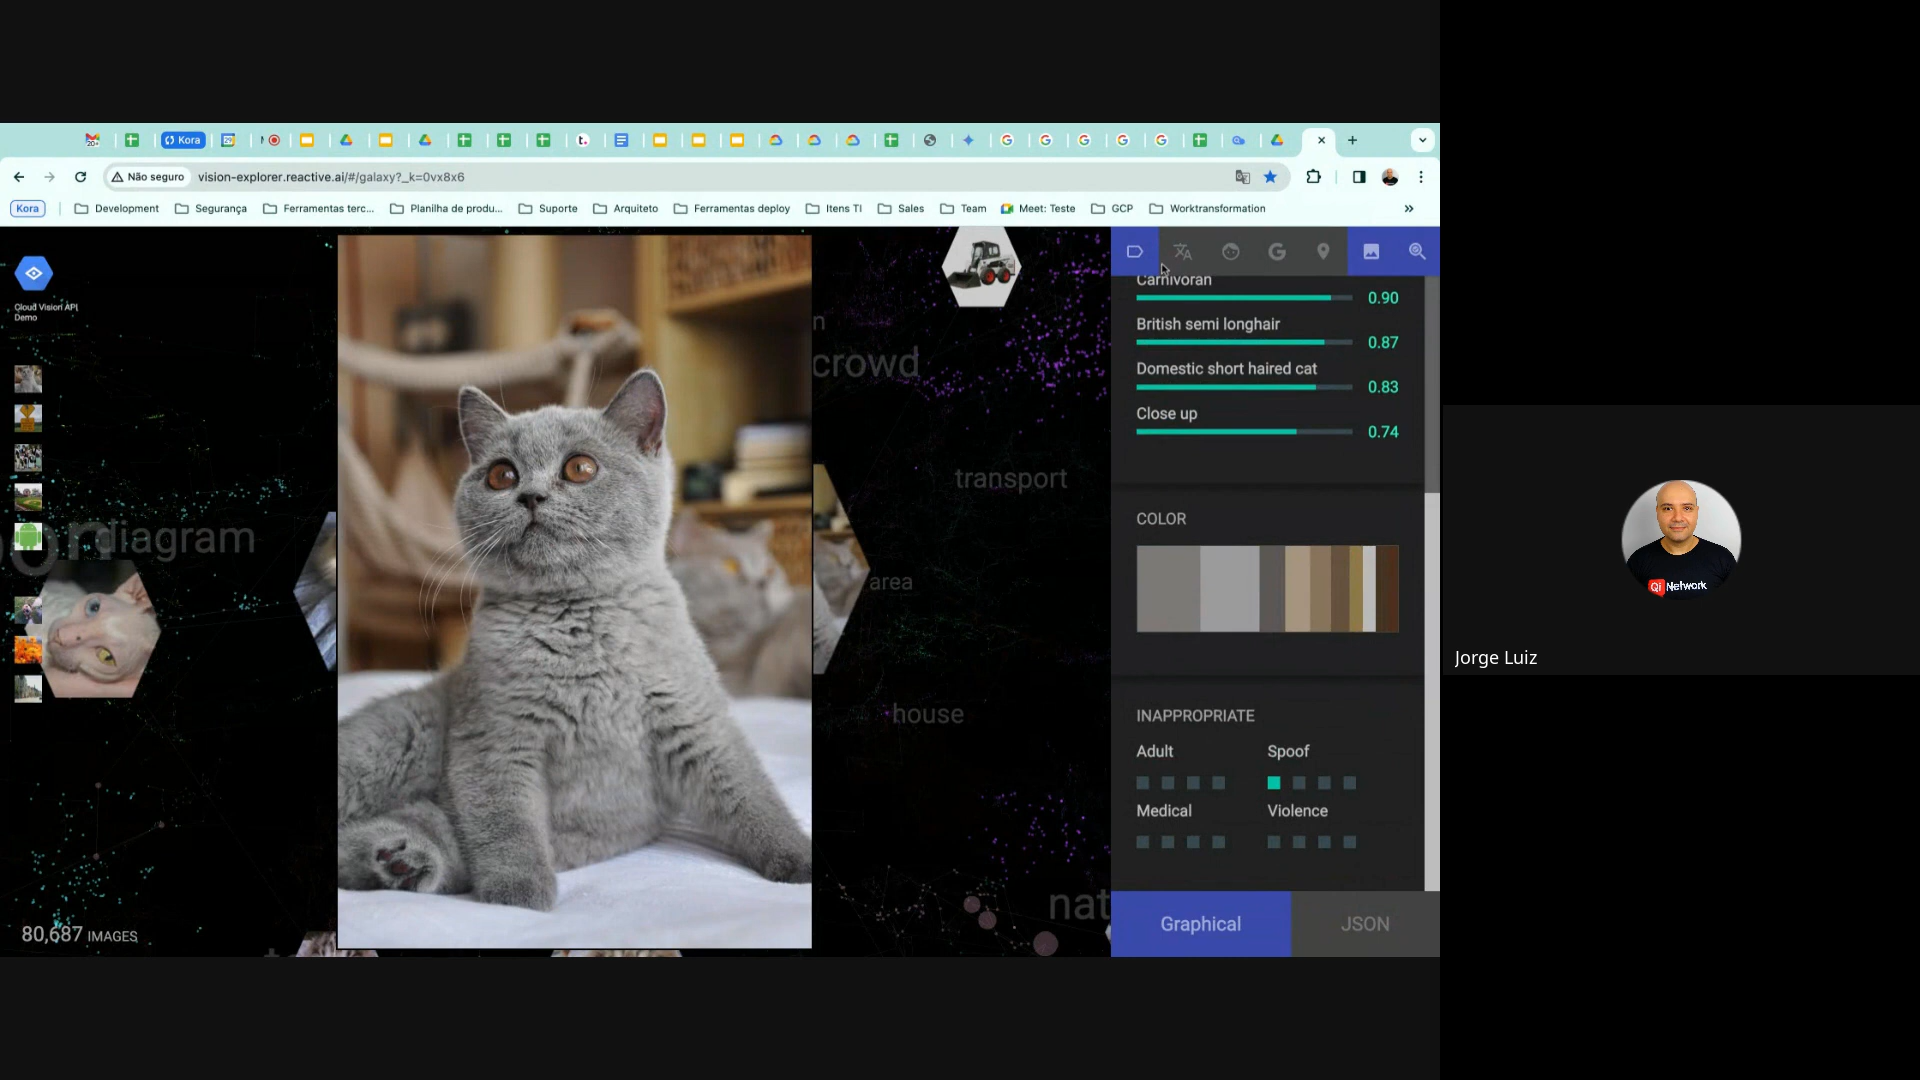 Kora
Não seguro
vision-explorer.reactive.ai/#/galaxy?_k=0vx8x6
Kora
Development
Segurança
Ferramentas terc...
Planilha de produ...
Suporte
Arquiteto
Ferramentas deploy
Itens TI
Sales
Team
Meet: Teste
GCP
Worktransformation
Cloud Vision API
Demo
crowd
transport
diagram
area
house
nat
80,687 IMAGES
Carnivoran
0.90
British semi longhair
0.87
Domestic short haired cat
0.83
Close up
0.74
COLOR
INAPPROPRIATE
Adult
Spoof
Medical
Violence
Graphical
JSON
Qi Network
Jorge Luiz